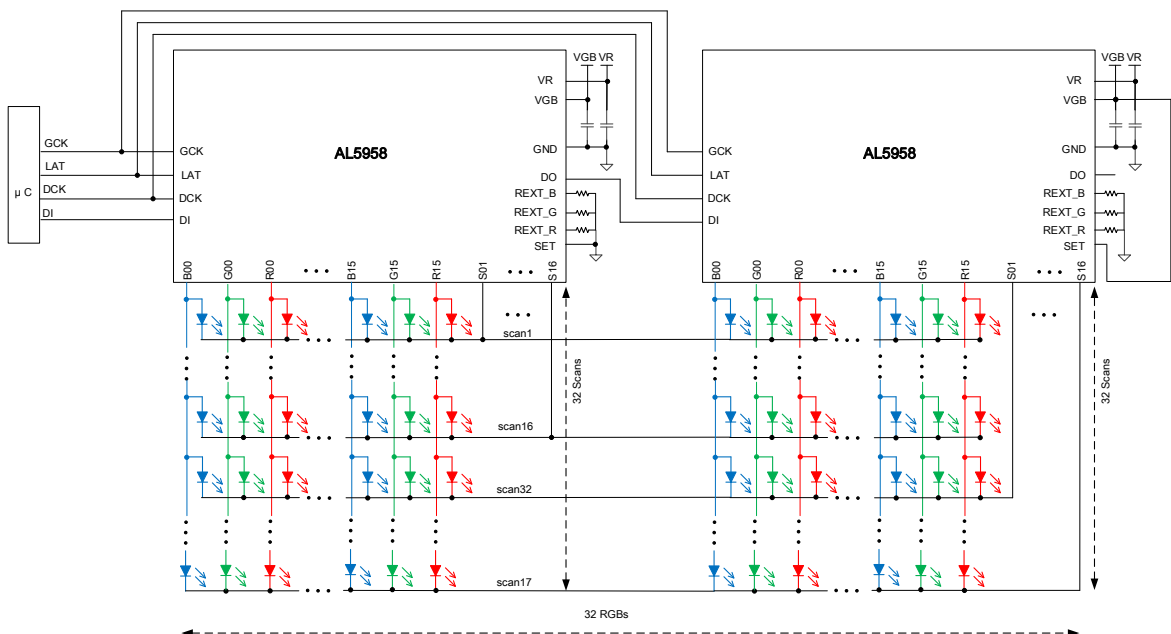 VGB VR
VGB VR
VR
VGB
VR
VGB
GCK
LAT
DCK
DI
µ C
GCK
LAT
DCK
DI
AL5958
GND
DO
REXT_B
REXT_G
REXT_R
SET
GCK
LAT
DCK
DI
AL5958
GND
DO
REXT_B
REXT_G
REXT_R
SET
B00 G00 R00 B15 G15 R15 S01 S16
B00 G00 R00 B15 G15 R15 S01 S16
scan1
scan16
scan32
scan17
32 Scans
32 Scans
32 RGBs